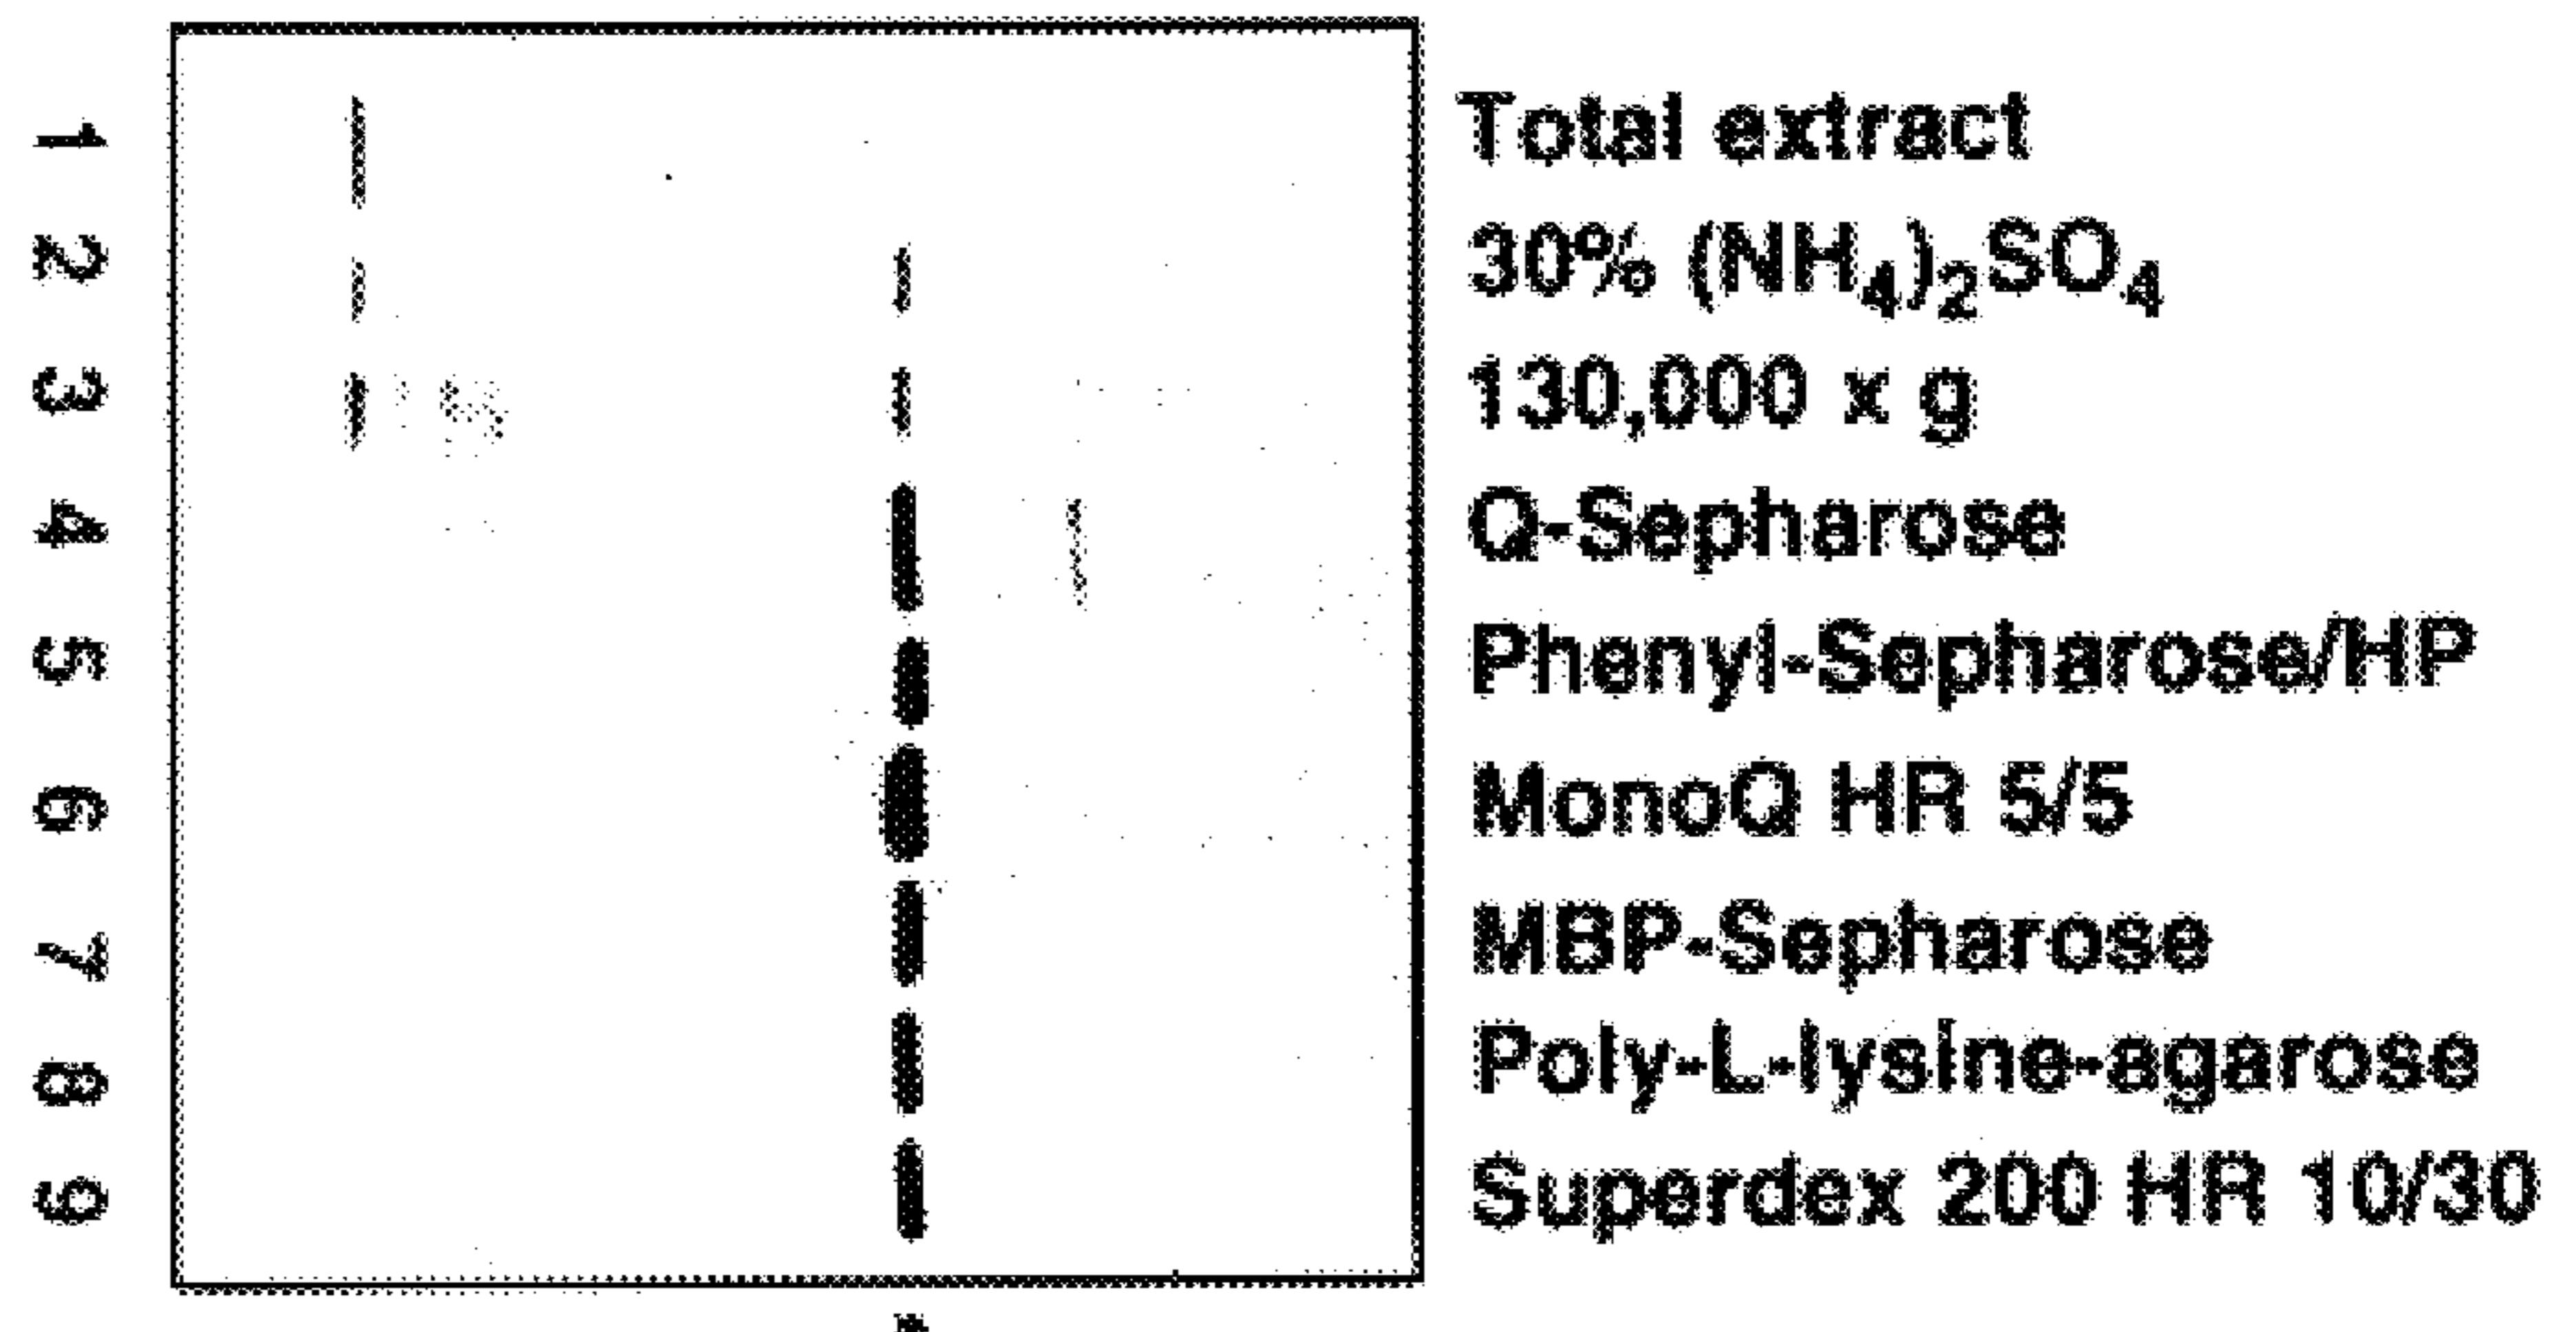 1 Total extract
2 30% (NH₄)₂SO₄
3 130,000 x g
4 Q-Sepharose
5 Phenyl-Sepharose/HP
6 MonoQ HR 5/5
7 MBP-Sepharose
8 Poly-L-lysine-agarose
9 Superdex 200 HR 10/30
*